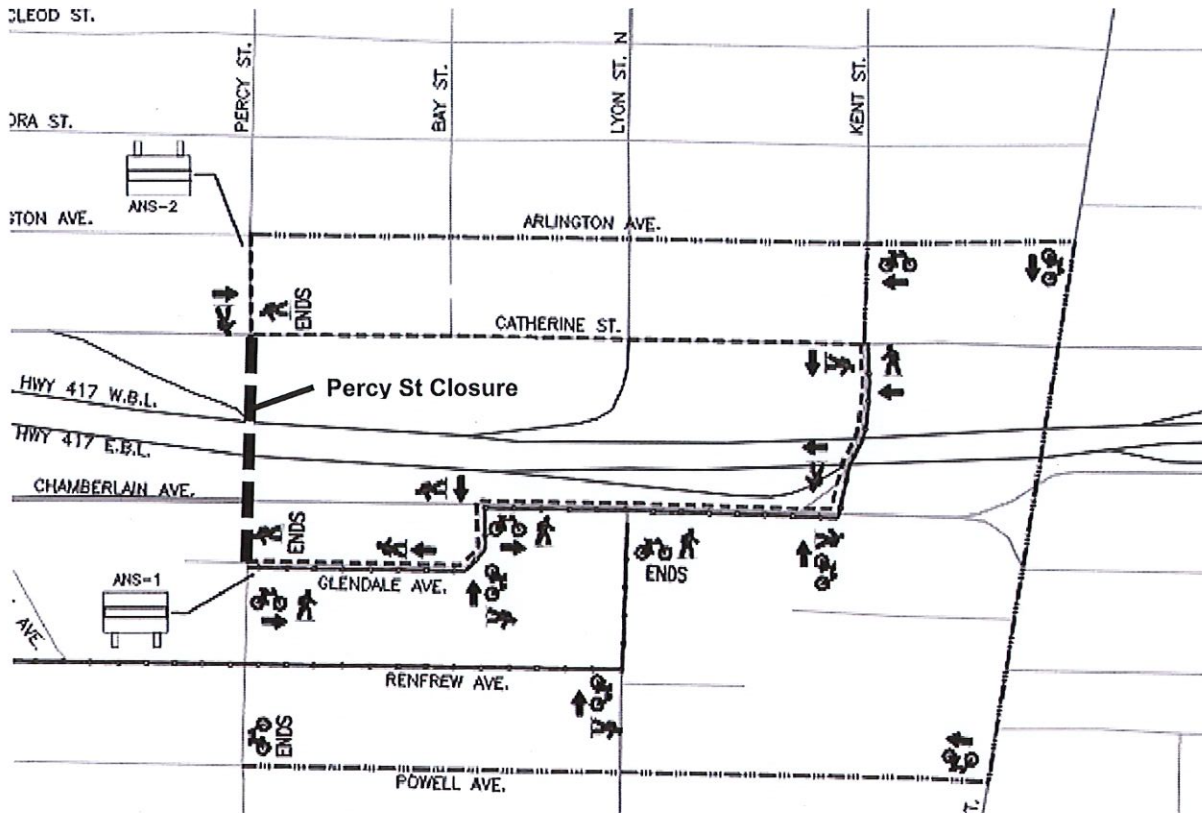 CLEOD ST.
PERCY ST.
BAY ST.
LYON ST. N
KENT ST.
ORA ST.
ANS-2
GTON AVE.
ARLINGTON AVE.
ENDS
CATHERINE ST.
Percy St Closure
HWY 417 W.B.L.
HWY 417 E.B.L.
CHAMBERLAIN AVE.
ENDS
ANS-1
GLENDALE AVE.
ENDS
AVE.
RENFREW AVE.
ENDS
POWELL AVE.
T.